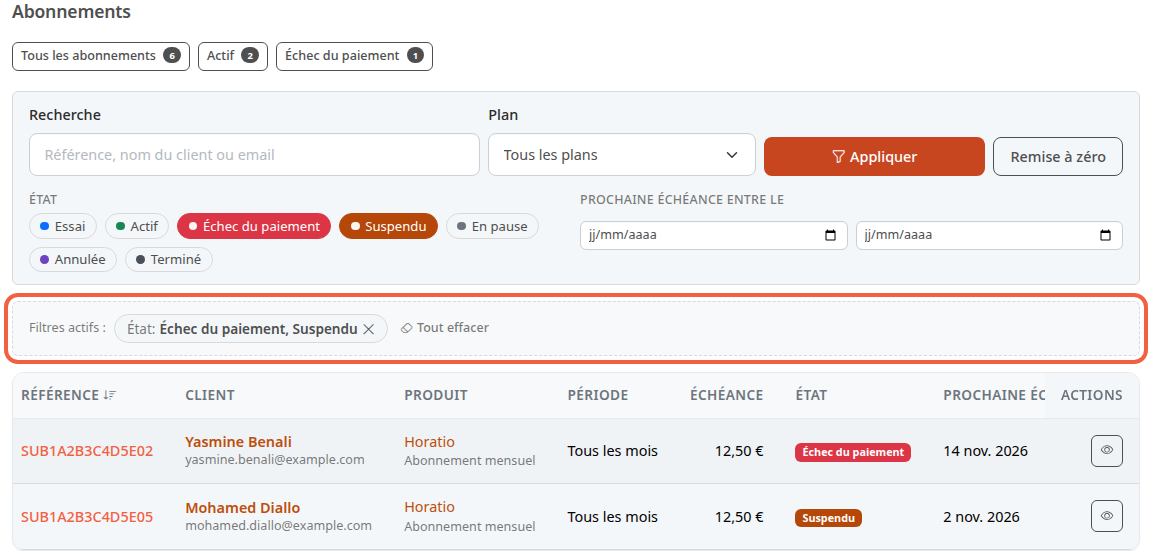 Abonnements
Tous les abonnements 6 Actif 2 Échec du paiement 1
Recherche Plan
Référence, nom du client ou email Tous les plans Appliquer Remise à zéro
ÉTAT PROCHAINE ÉCHÉANCE ENTRE LE
Essai Actif Échec du paiement Suspendu En pause jj/mm/aaaa jj/mm/aaaa
Annulée Terminé
Filtres actifs : État: Échec du paiement, Suspendu Tout effacer
RÉFÉRENCE CLIENT PRODUIT PÉRIODE ÉCHÉANCE ÉTAT PROCHAINE ÉC ACTIONS
SUB1A2B3C4D5E02 Yasmine Benali Horatio Tous les mois 12,50 € Échec du paiement 14 nov. 2026
yasmine.benali@example.com Abonnement mensuel
SUB1A2B3C4D5E05 Mohamed Diallo Horatio Tous les mois 12,50 € Suspendu 2 nov. 2026
mohamed.diallo@example.com Abonnement mensuel